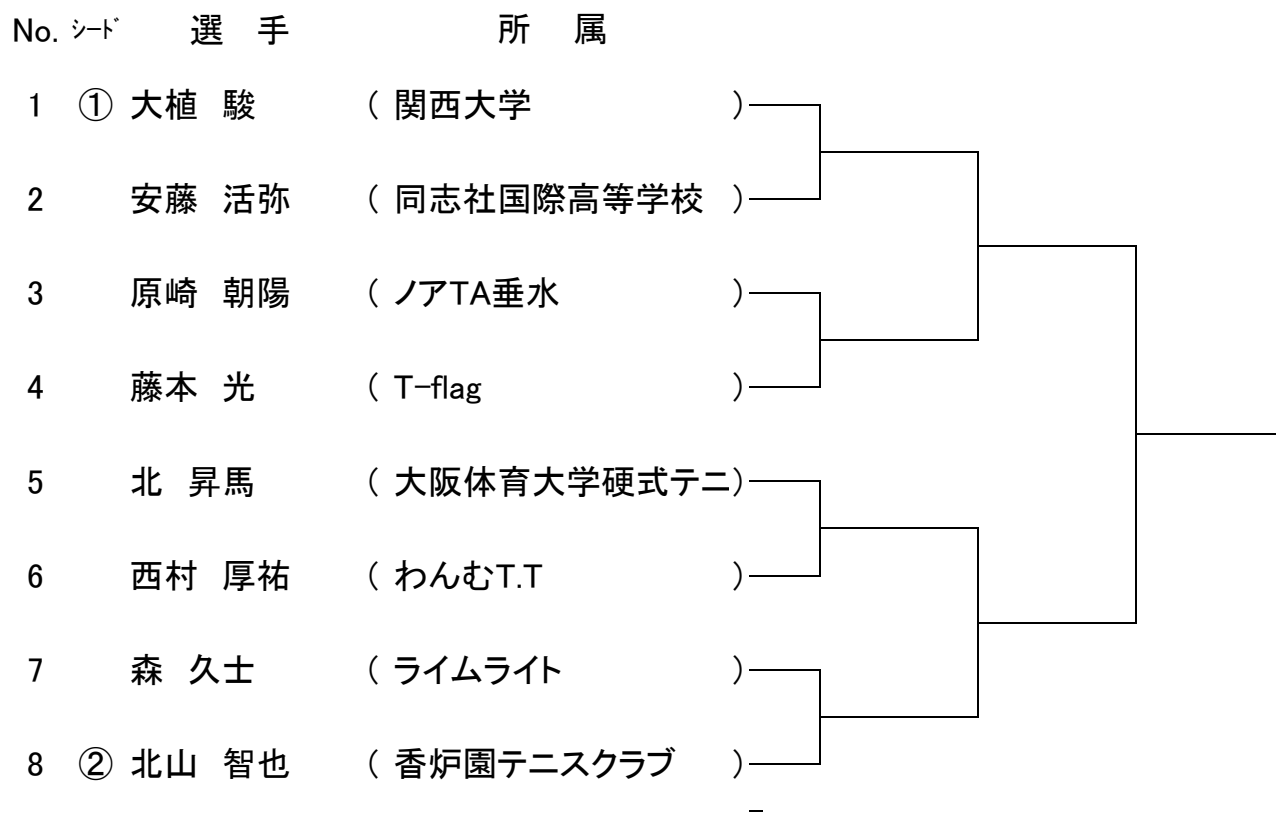 No. シード 選 手 所 属
1 ① 大植 駿 ( 関西大学 )
2 安藤 活弥 ( 同志社国際高等学校 )
3 原崎 朝陽 ( ノアTA垂水 )
4 藤本 光 ( T-flag )
5 北 昇馬 ( 大阪体育大学硬式テニ)
6 西村 厚祐 ( わんむT.T )
7 森 久士 ( ライムライト )
8 ② 北山 智也 ( 香炉園テニスクラブ )